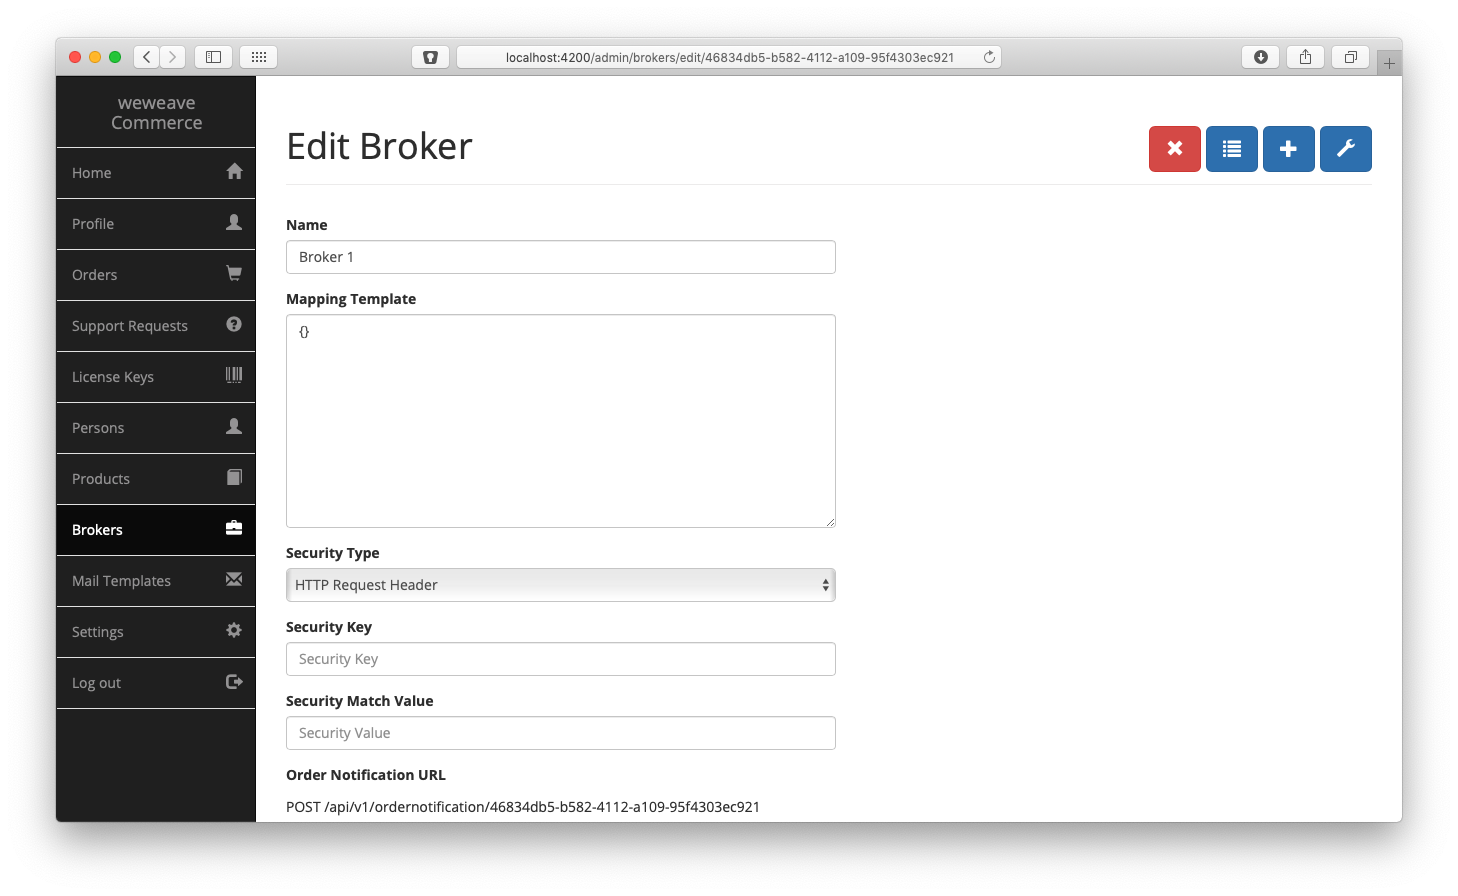 localhost:4200/admin/brokers/edit/46834db5-b582-4112-a109-95f4303ec921
weweave
Commerce
Home
Profile
Orders
Support Requests
License Keys
Persons
Products
Brokers
Mail Templates
Settings
Log out
Edit Broker
Name
Broker 1
Mapping Template
{}
Security Type
HTTP Request Header
Security Key
Security Key
Security Match Value
Security Value
Order Notification URL
POST /api/v1/ordernotification/46834db5-b582-4112-a109-95f4303ec921